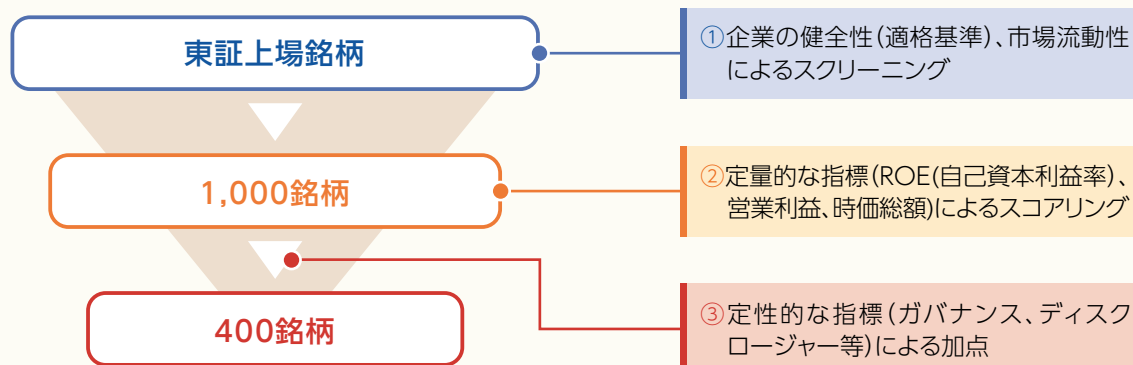 東証上場銘柄
①企業の健全性(適格基準)、市場流動性
によるスクリーニング
1,000銘柄
②定量的な指標(ROE(自己資本利益率)、
営業利益、時価総額)によるスコアリング
400銘柄
③定性的な指標(ガバナンス、ディスク
ロージャー等)による加点